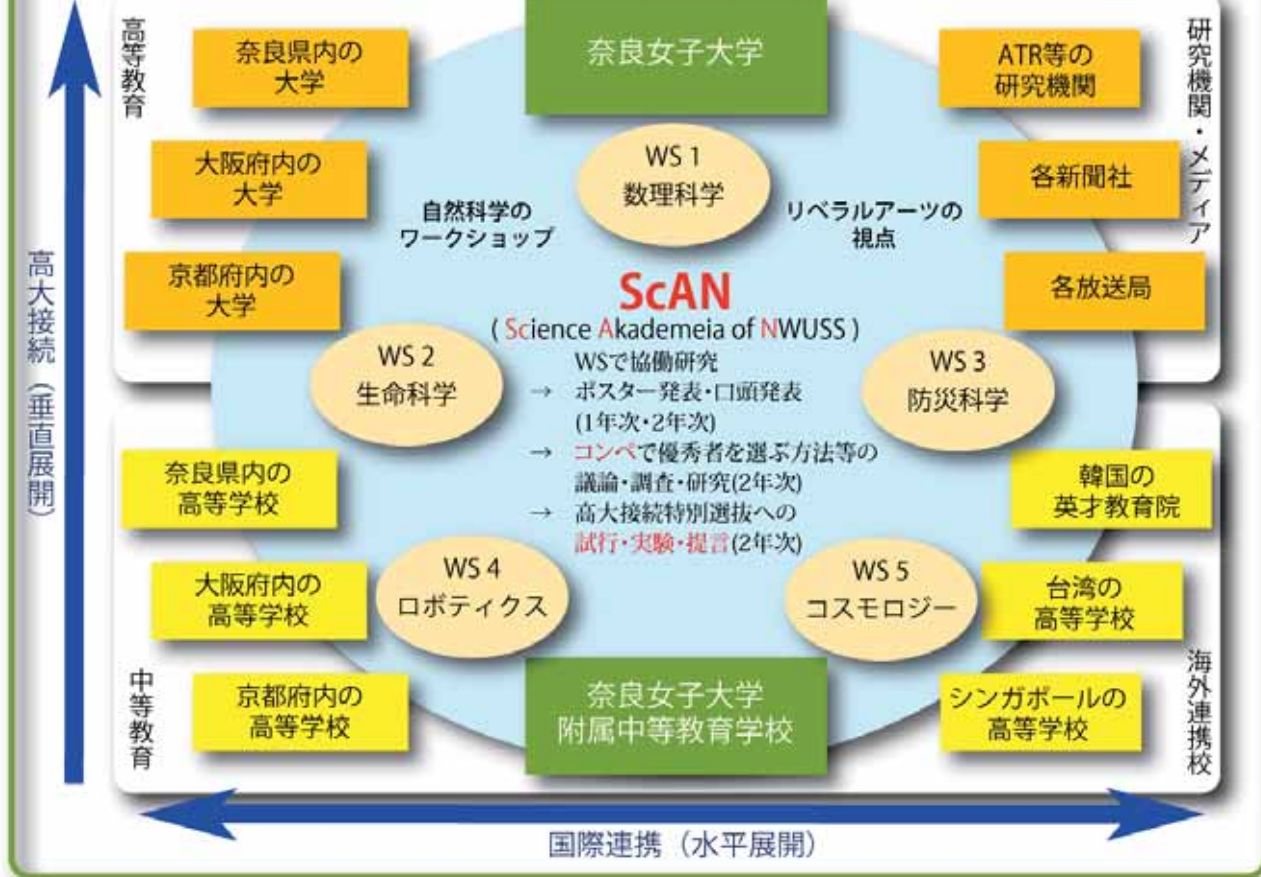 高等教育
奈良県内の
大学
奈良女子大学
ATR等の
研究機関
研究機関・メディア
大阪府内の
大学
WS 1
数理科学
各新聞社
自然科学の
ワークショップ
リベラルアーツの
視点
京都府内の
大学
各放送局
高大接続（垂直展開）
ScAN
( Science Akademeia of NWUSS )
WS 2
生命科学
WS 3
防災科学
WSで協働研究
→ ポスター発表・口頭発表
(1年次・2年次)
→ コンペで優秀者を選ぶ方法等の
議論・調査・研究(2年次)
→ 高大接続特別選抜への
試行・実験・提言(2年次)
奈良県内の
高等学校
韓国の
英才教育院
大阪府内の
高等学校
WS 4
ロボティクス
WS 5
コスモロジー
台湾の
高等学校
中等教育
京都府内の
高等学校
奈良女子大学
附属中等教育学校
シンガポールの
高等学校
海外連携校
国際連携（水平展開）